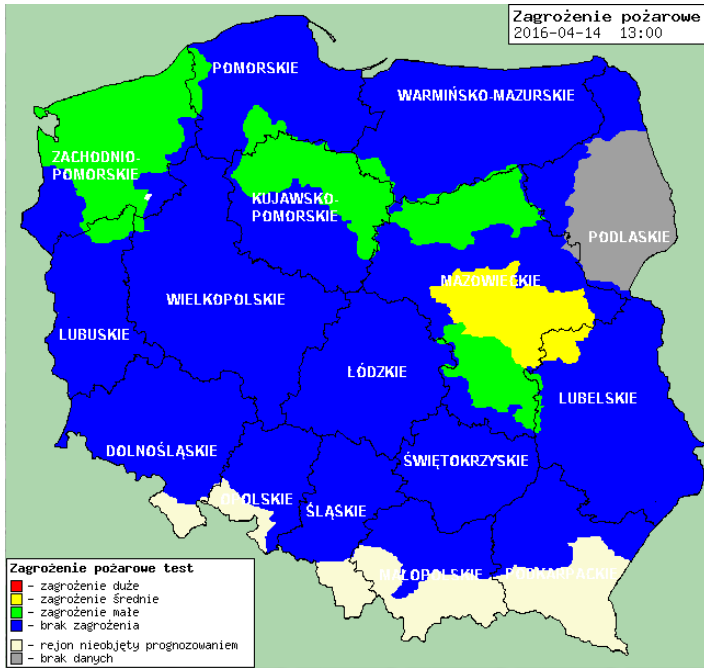 Zagrożenie pożarowe
2016-04-14 13:00
POMORSKIE
WARMIŃSKO-MAZURSKIE
ZACHODNIO-
POMORSKIE
KUJAWSKO-
POMORSKIE
PODLASKIE
MAZOWIECKIE
WIELKOPOLSKIE
LUBUSKIE
ŁÓDZKIE
LUBELSKIE
DOLNOŚLĄSKIE
ŚWIĘTOKRZYSKIE
OPOLSKIE
ŚLĄSKIE
MAŁOPOLSKIE
PODKARPACKIE
Zagrożenie pożarowe test
– zagrożenie duże
– zagrożenie średnie
– zagrożenie małe
– brak zagrożenia
– rejon nieobjęty prognozowaniem
– brak danych